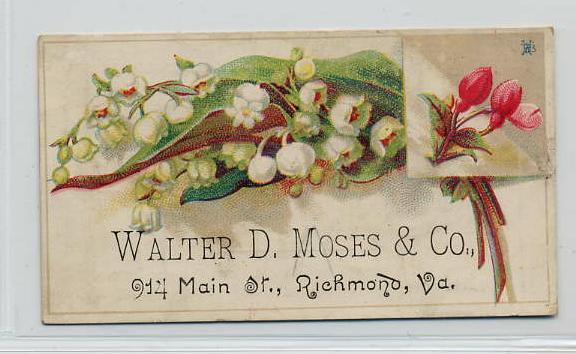 WALTER D. MOSES & CO.,
914 Main St., Richmond, Va.